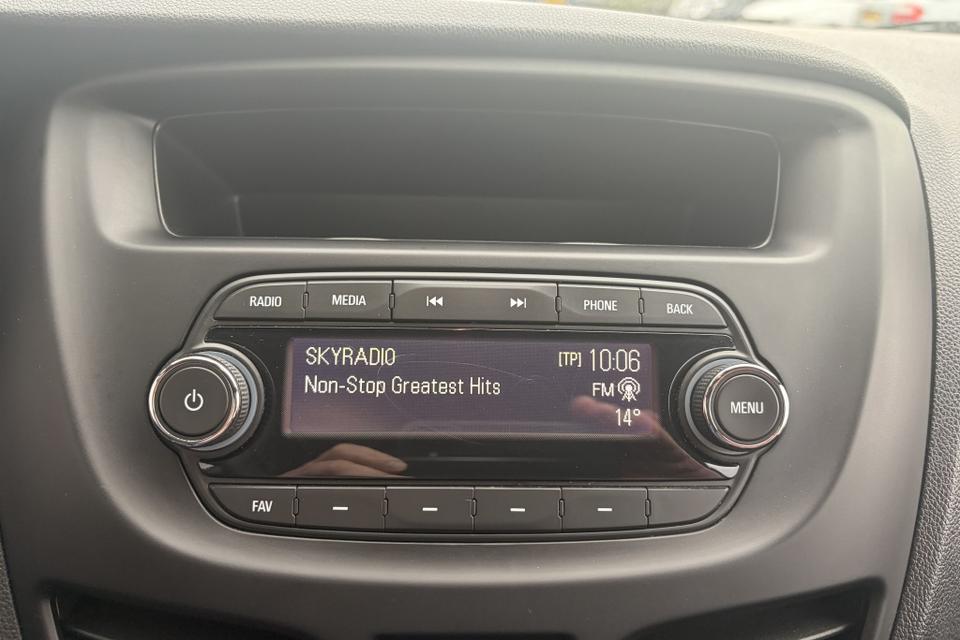 RADIO MEDIA PHONE BACK
SKYRADIO [TP] 10:06
Non-Stop Greatest Hits FM
14°
MENU
FAV